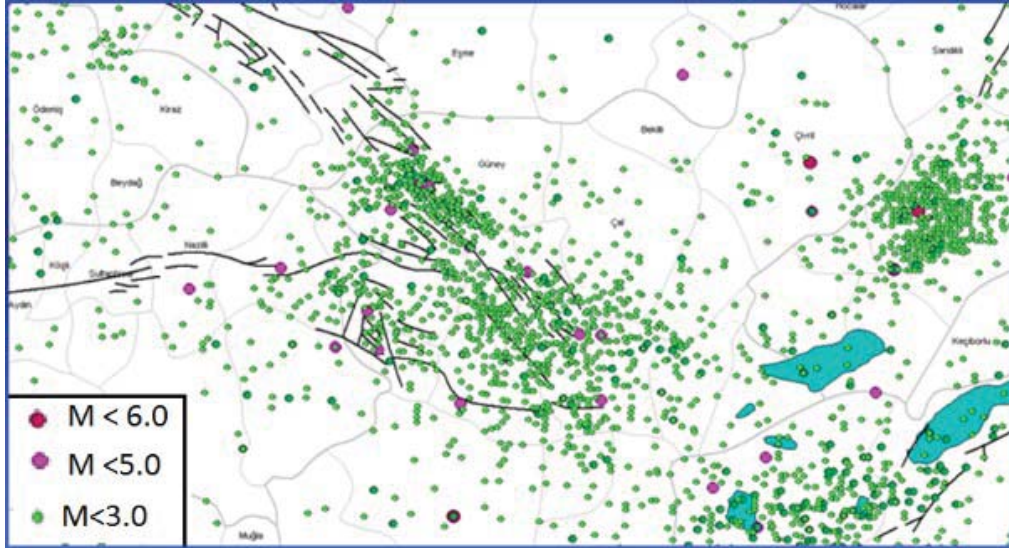 Hocalar
Eşme
Sandıklı
Ödemiş
Kiraz
Bekilli
Çivril
Güney
Beydağ
Çal
Nazilli
Köşk
Sultanhisar
Aydın
Keçiborlu
M < 6.0
M <5.0
M<3.0
Muğla